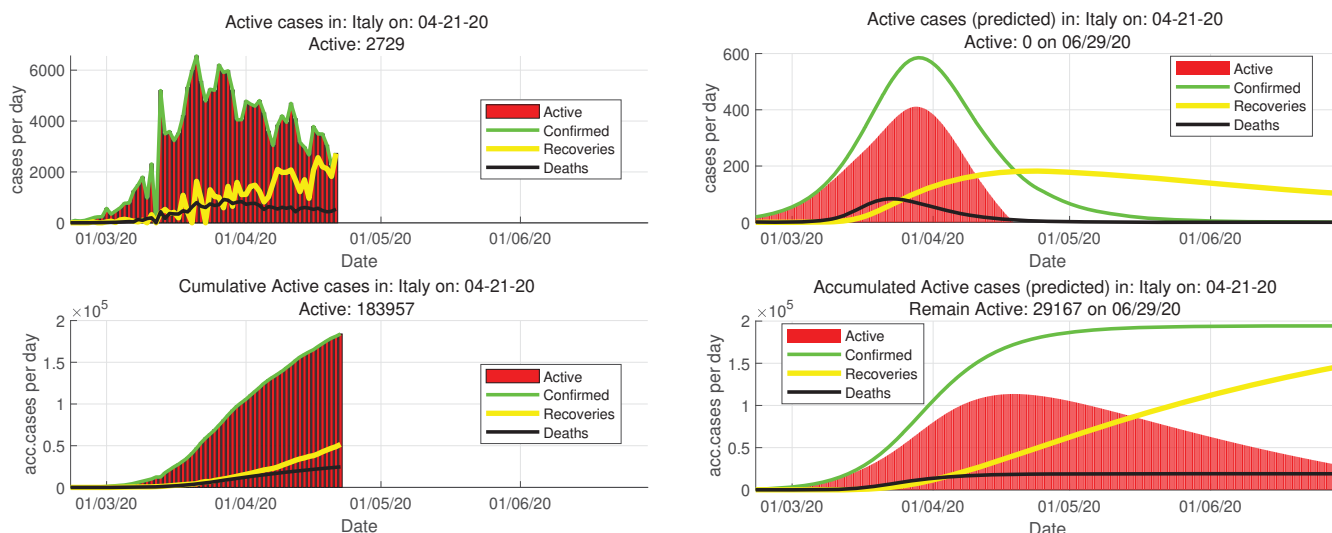 Active cases in: Italy on: 04-21-20
Active: 2729
cases per day
6000
4000
2000
0
Active
Confirmed
Recoveries
Deaths
01/03/20 01/04/20 01/05/20 01/06/20
Date
Active cases (predicted) in: Italy on: 04-21-20
Active: 0 on 06/29/20
cases per day
600
400
200
0
Active
Confirmed
Recoveries
Deaths
01/03/20 01/04/20 01/05/20 01/06/20
Date
Cumulative Active cases in: Italy on: 04-21-20
Active: 183957
×10⁵
acc.cases per day
2
1.5
1
0.5
0
Active
Confirmed
Recoveries
Deaths
01/03/20 01/04/20 01/05/20 01/06/20
Date
Accumulated Active cases (predicted) in: Italy on: 04-21-20
Remain Active: 29167 on 06/29/20
×10⁵
acc.cases per day
2
1.5
1
0.5
0
Active
Confirmed
Recoveries
Deaths
01/03/20 01/04/20 01/05/20 01/06/20
Date